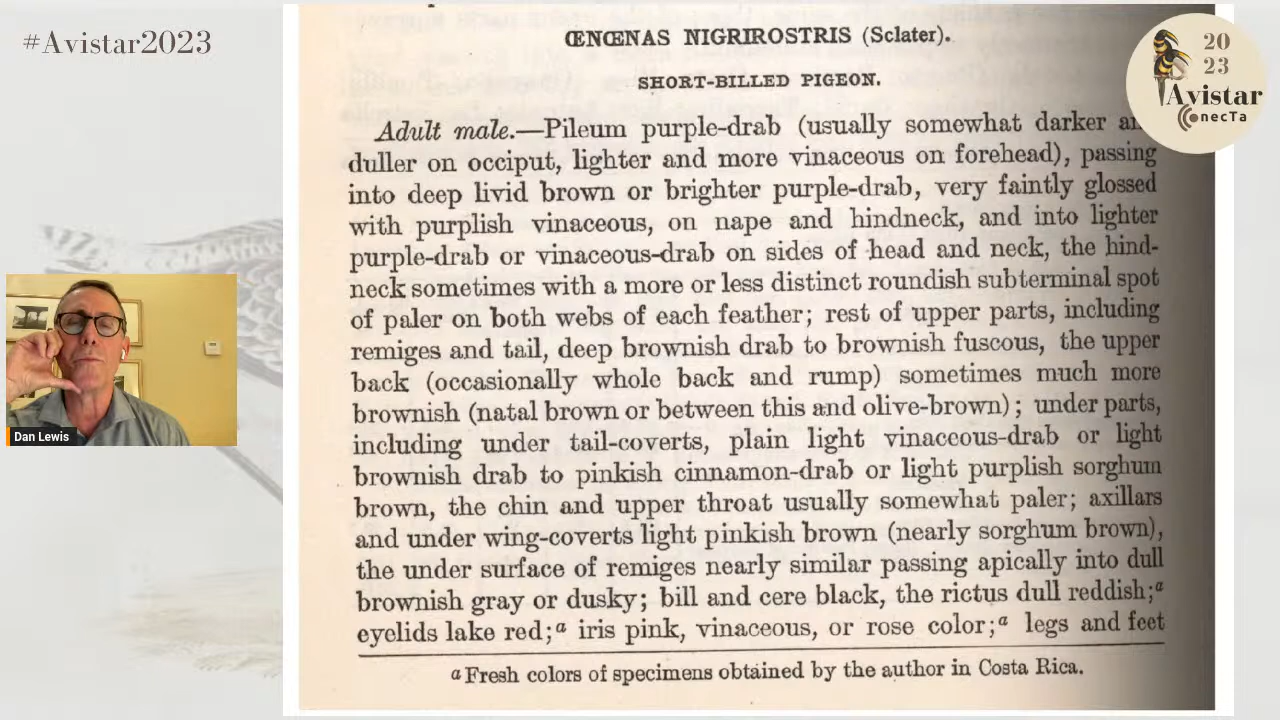 #Avistar2023
ŒNŒNAS NIGRIROSTRIS (Sclater).
SHORT-BILLED PIGEON.
Adult male.—Pileum purple-drab (usually somewhat darker
duller on occiput, lighter and more vinaceous on forehead), passing
into deep livid brown or brighter purple-drab, very faintly glossed
with purplish vinaceous, on nape and hindneck, and into lighter
purple-drab or vinaceous-drab on sides of head and neck, the hind-
neck sometimes with a more or less distinct roundish subterminal spot
of paler on both webs of each feather; rest of upper parts, including
remiges and tail, deep brownish drab to brownish fuscous, the upper
back (occasionally whole back and rump) sometimes much more
brownish (natal brown or between this and olive-brown); under parts,
including under tail-coverts, plain light vinaceous-drab or light
brownish drab to pinkish cinnamon-drab or light purplish sorghum
brown, the chin and upper throat usually somewhat paler; axillars
and under wing-coverts light pinkish brown (nearly sorghum brown),
the under surface of remiges nearly similar passing apically into dull
brownish gray or dusky; bill and cere black, the rictus dull reddish;a
eyelids lake red;a iris pink, vinaceous, or rose color;a legs and feet
a Fresh colors of specimens obtained by the author in Costa Rica.
20
23
Avistar
ConecTa
Dan Lewis